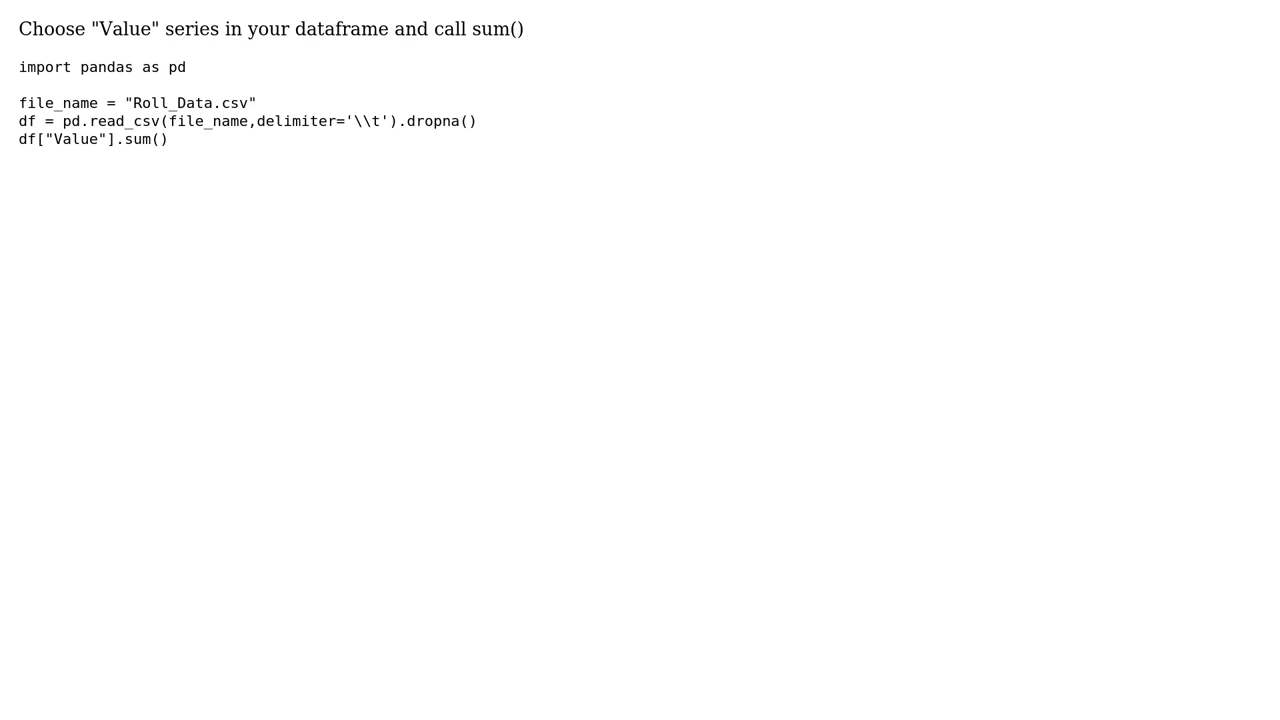 Choose "Value" series in your dataframe and call sum()
import pandas as pd
file_name = "Roll_Data.csv"
df = pd.read_csv(file_name,delimiter='\\t').dropna()
df["Value"].sum()